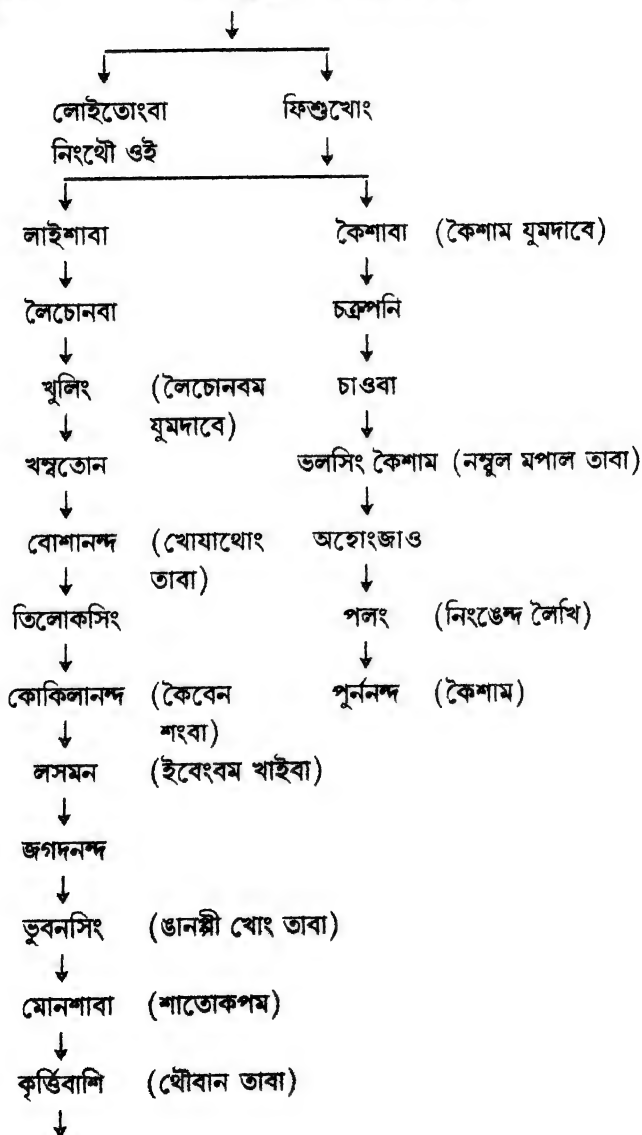 লোইতোংবা ফিশুখোং
নিংথৌ ওই
লাইশাবা কৈশাবা (কৈশাম যুমদাবে)
লৈচোনবা চক্রপনি
খুলিং (লৈচোনবম চাওবা
যুমদাবে)
খম্বতোন ভলসিং কৈশাম (নম্বুল মপাল তাবা)
বোশানন্দ (খোযাথোং অহোংজাও
তাবা)
তিলোকসিং পলং (নিংঙেন্দ লৈখি)
কোকিলানন্দ (কৈবেন পুর্ননন্দ (কৈশাম)
শংবা)
লসমন (ইবেংবম খাইবা)
জগদনন্দ
ভুবনসিং (ঙানপ্পী খোং তাবা)
মোনশাবা (শাতোকপম)
কৃর্ত্তিবাশি (থৌবান তাবা)